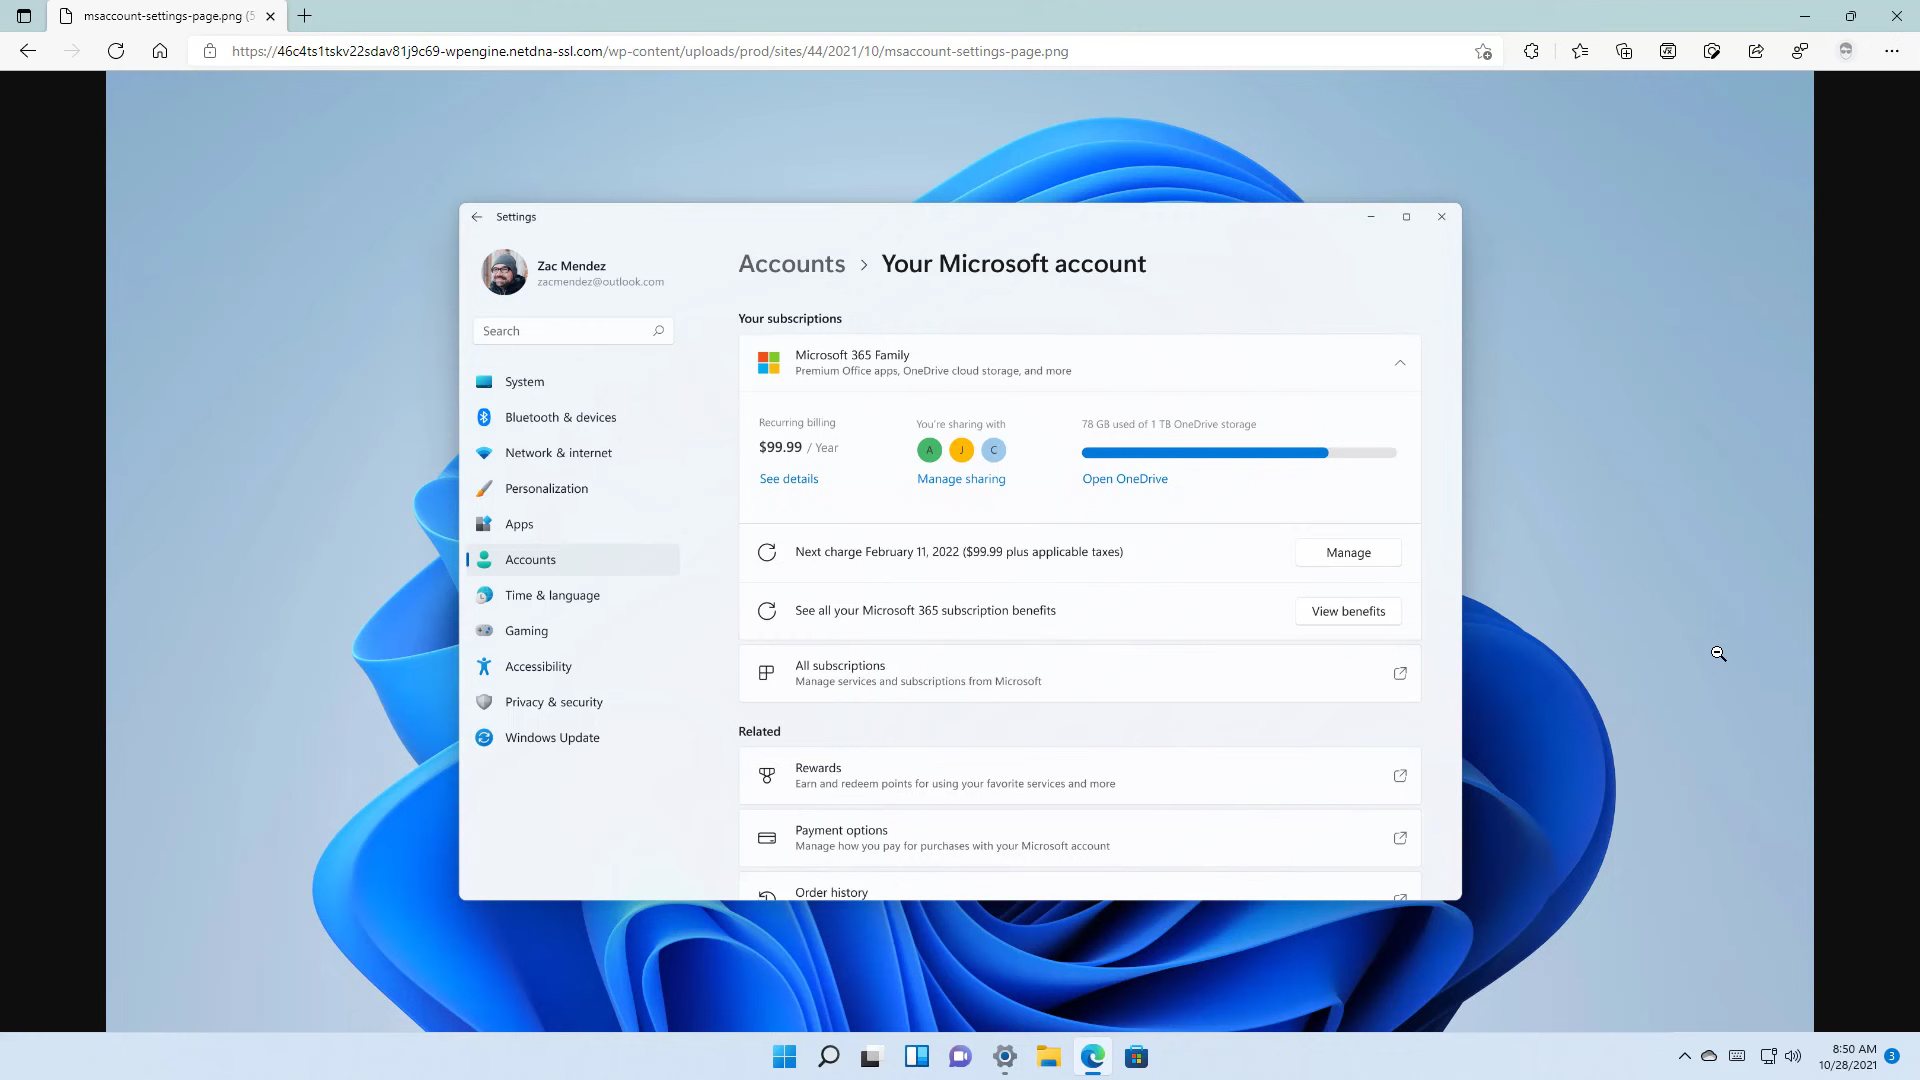 msaccount-settings-page.png (5
https://46c4ts1tskv22sdav81j9c69-wpengine.netdna-ssl.com/wp-content/uploads/prod/sites/44/2021/10/msaccount-settings-page.png
Settings
Zac Mendez
zacmendez@outlook.com
Search
System
Bluetooth & devices
Network & internet
Personalization
Apps
Accounts
Time & language
Gaming
Accessibility
Privacy & security
Windows Update
Accounts > Your Microsoft account
Your subscriptions
Microsoft 365 Family
Premium Office apps, OneDrive cloud storage, and more
Recurring billing
$99.99 / Year
See details
You're sharing with
A J C
Manage sharing
78 GB used of 1 TB OneDrive storage
Open OneDrive
Next charge February 11, 2022 ($99.99 plus applicable taxes)
Manage
See all your Microsoft 365 subscription benefits
View benefits
All subscriptions
Manage services and subscriptions from Microsoft
Related
Rewards
Earn and redeem points for using your favorite services and more
Payment options
Manage how you pay for purchases with your Microsoft account
Order history
8:50 AM
10/28/2021
3